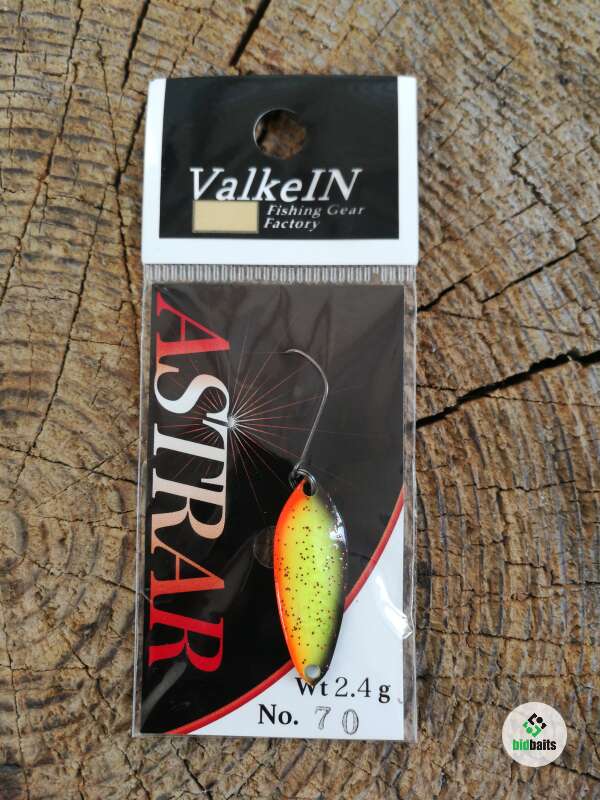 ValkeIN
Fishing Gear
Factory
ASTRAR
Wt 2.4 g
No. 70
bidbaits